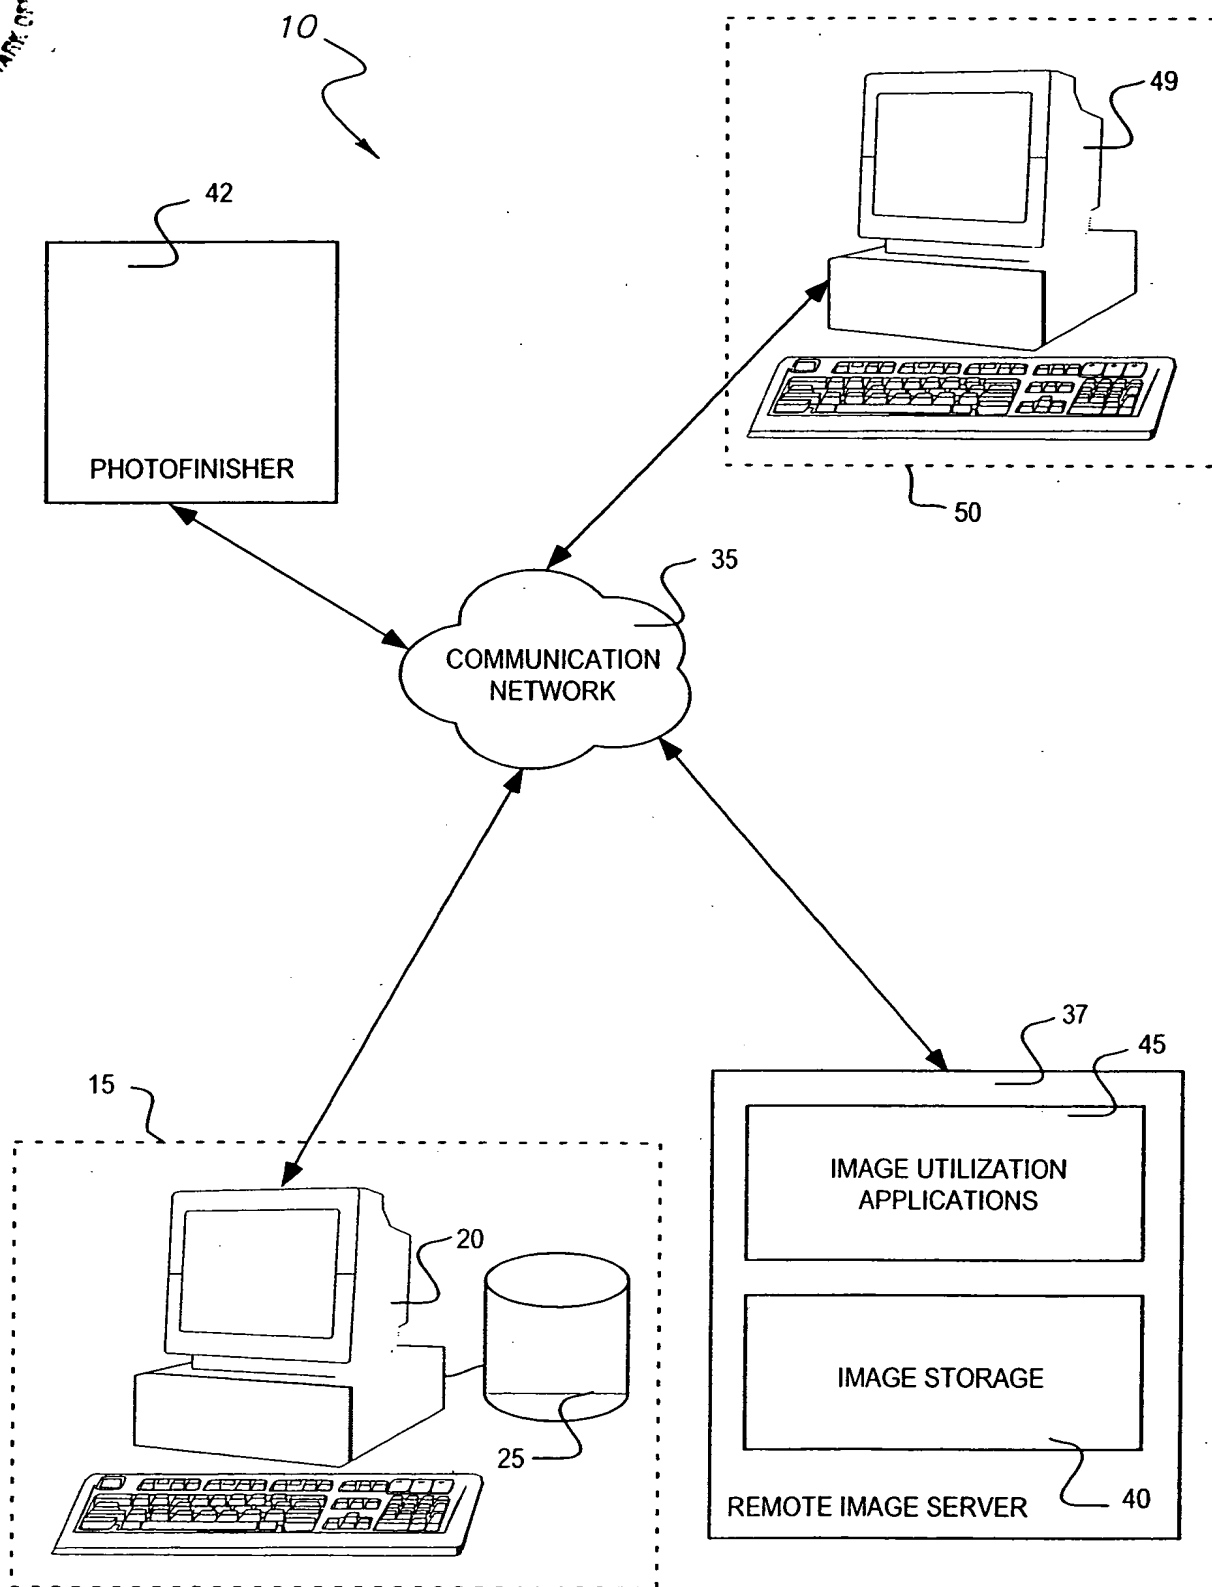 10
49
42
PHOTOFINISHER
50
35
COMMUNICATION
NETWORK
37
45
15
IMAGE UTILIZATION
APPLICATIONS
20
IMAGE STORAGE
25
40
REMOTE IMAGE SERVER